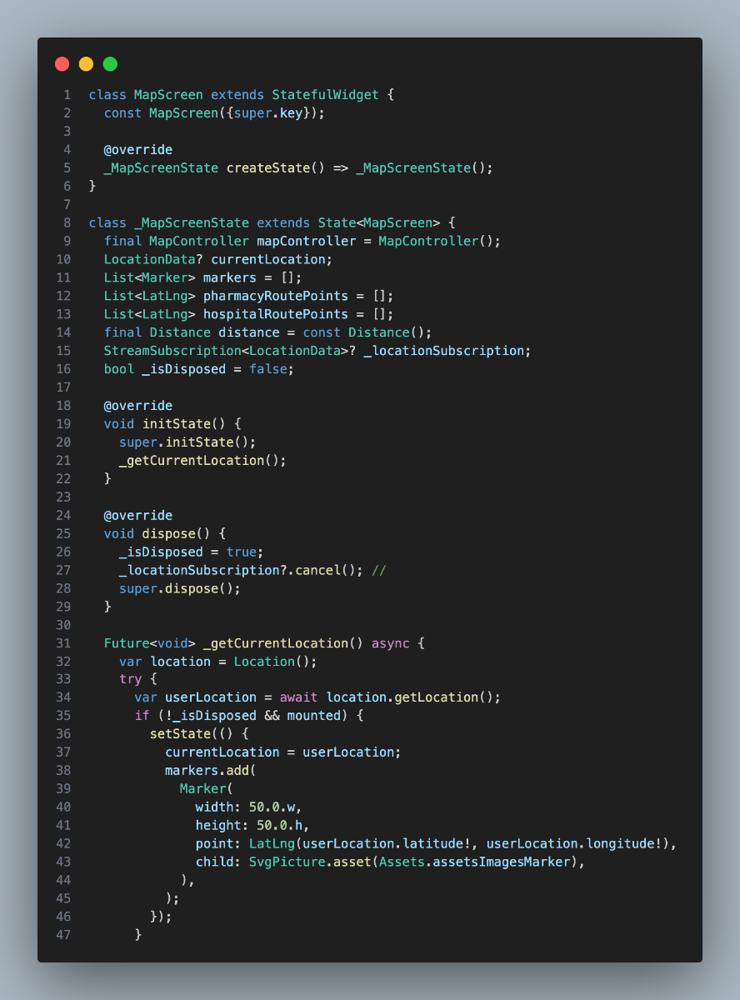 1 class MapScreen extends StatefulWidget {
2   const MapScreen({super.key});
3
4   @override
5   _MapScreenState createState() => _MapScreenState();
6 }
7
8 class _MapScreenState extends State<MapScreen> {
9   final MapController mapController = MapController();
10   LocationData? currentLocation;
11   List<Marker> markers = [];
12   List<LatLng> pharmacyRoutePoints = [];
13   List<LatLng> hospitalRoutePoints = [];
14   final Distance distance = const Distance();
15   StreamSubscription<LocationData>? _locationSubscription;
16   bool _isDisposed = false;
17
18   @override
19   void initState() {
20     super.initState();
21     _getCurrentLocation();
22   }
23
24   @override
25   void dispose() {
26     _isDisposed = true;
27     _locationSubscription?.cancel(); //
28     super.dispose();
29   }
30
31   Future<void> _getCurrentLocation() async {
32     var location = Location();
33     try {
34       var userLocation = await location.getLocation();
35       if (!_isDisposed && mounted) {
36         setState(() {
37           currentLocation = userLocation;
38           markers.add(
39             Marker(
40               width: 50.0.w,
41               height: 50.0.h,
42               point: LatLng(userLocation.latitude!, userLocation.longitude!),
43               child: SvgPicture.asset(Assets.assetsImagesMarker),
44             ),
45           );
46         });
47       }